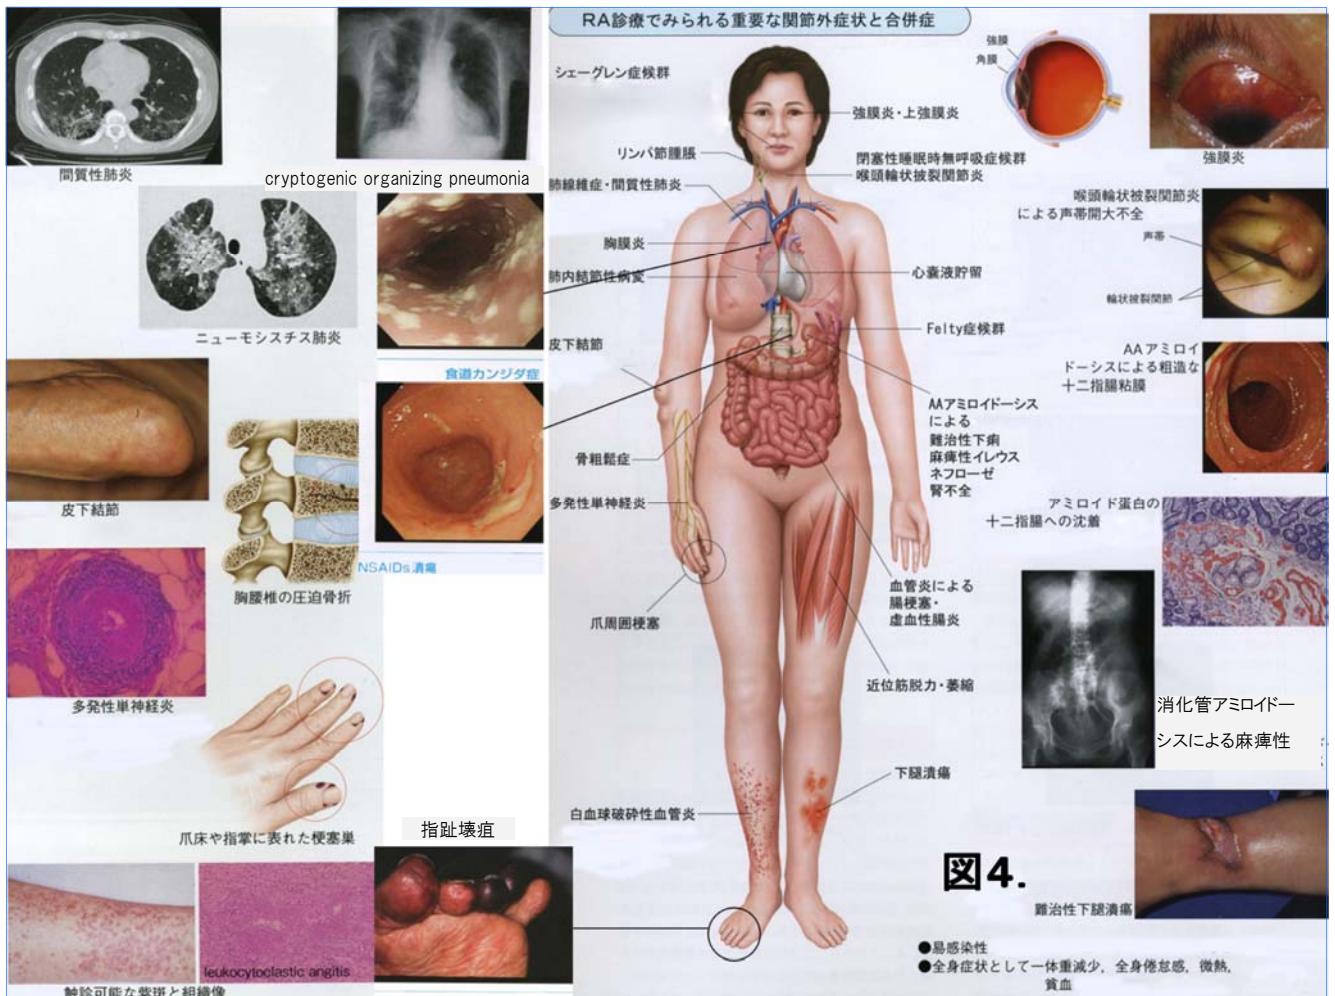 RA診療でみられる重要な関節外症状と合併症
間質性肺炎
cryptogenic organizing pneumonia
ニューモシスチス肺炎
食道カンジダ症
皮下結節
NSAIDs潰瘍
胸腰椎の圧迫骨折
多発性単神経炎
爪床や指掌に表れた梗塞巣
指趾壊疽
leukocytoclastic angitis
触診可能な紫斑と組織像
シェーグレン症候群
リンパ節腫脹
肺線維症・間質性肺炎
胸膜炎
肺内結節性病変
皮下結節
骨粗鬆症
多発性単神経炎
爪周囲梗塞
白血球破砕性血管炎
強膜炎・上強膜炎
閉塞性睡眠時無呼吸症候群
喉頭輪状披裂関節炎
心嚢液貯留
Felty症候群
AAアミロイドーシス
による
難治性下痢
麻痺性イレウス
ネフローゼ
腎不全
血管炎による
腸梗塞・
虚血性腸炎
近位筋脱力・萎縮
下腿潰瘍
強膜
角膜
強膜炎
喉頭輪状披裂関節炎
による声帯開大不全
声帯
輪状披裂関節
AAアミロイ
ドーシスによる粗造な
十二指腸粘膜
アミロイド蛋白の
十二指腸への沈着
消化管アミロイドー
シスによる麻痺性
図4.
難治性下腿潰瘍
●易感染性
●全身症状として一体重減少，全身倦怠感，微熱，
貧血